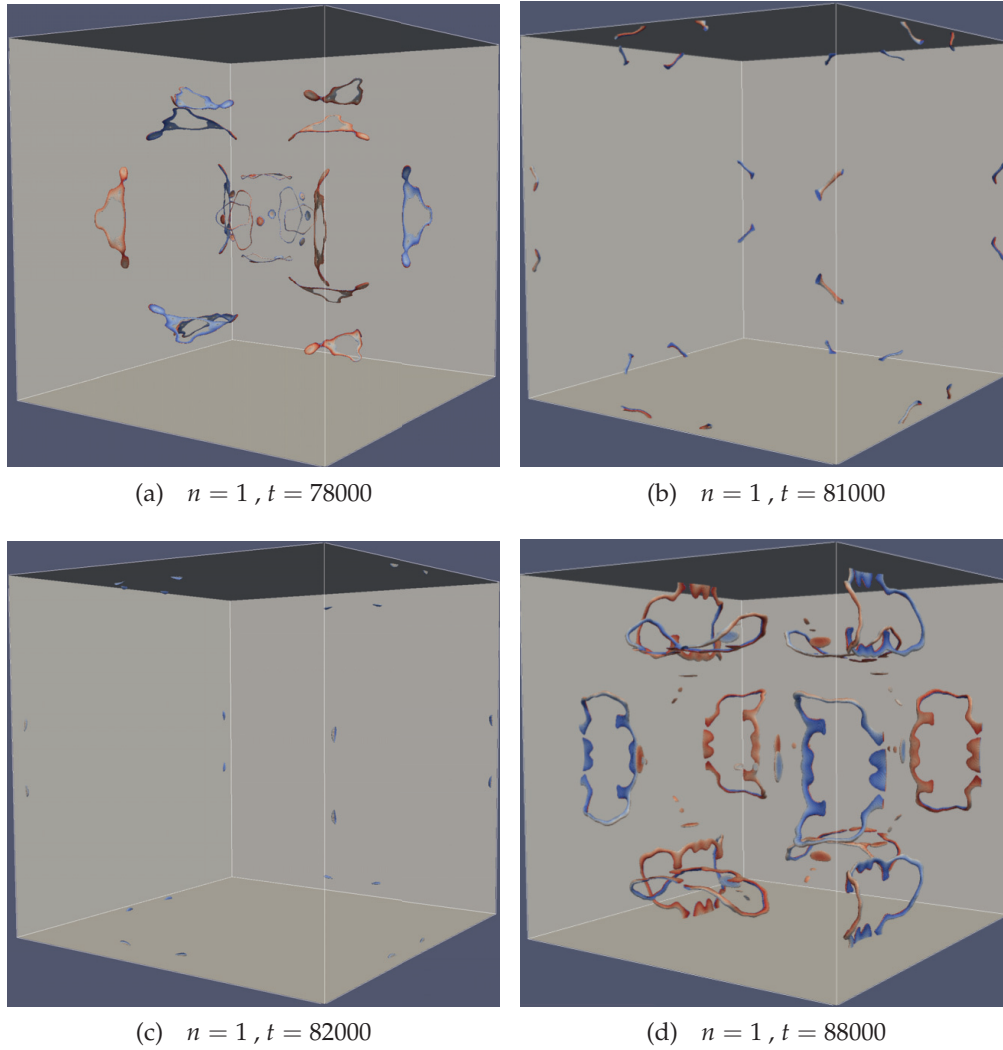 (a) n = 1 , t = 78000
(b) n = 1 , t = 81000
(c) n = 1 , t = 82000
(d) n = 1 , t = 88000